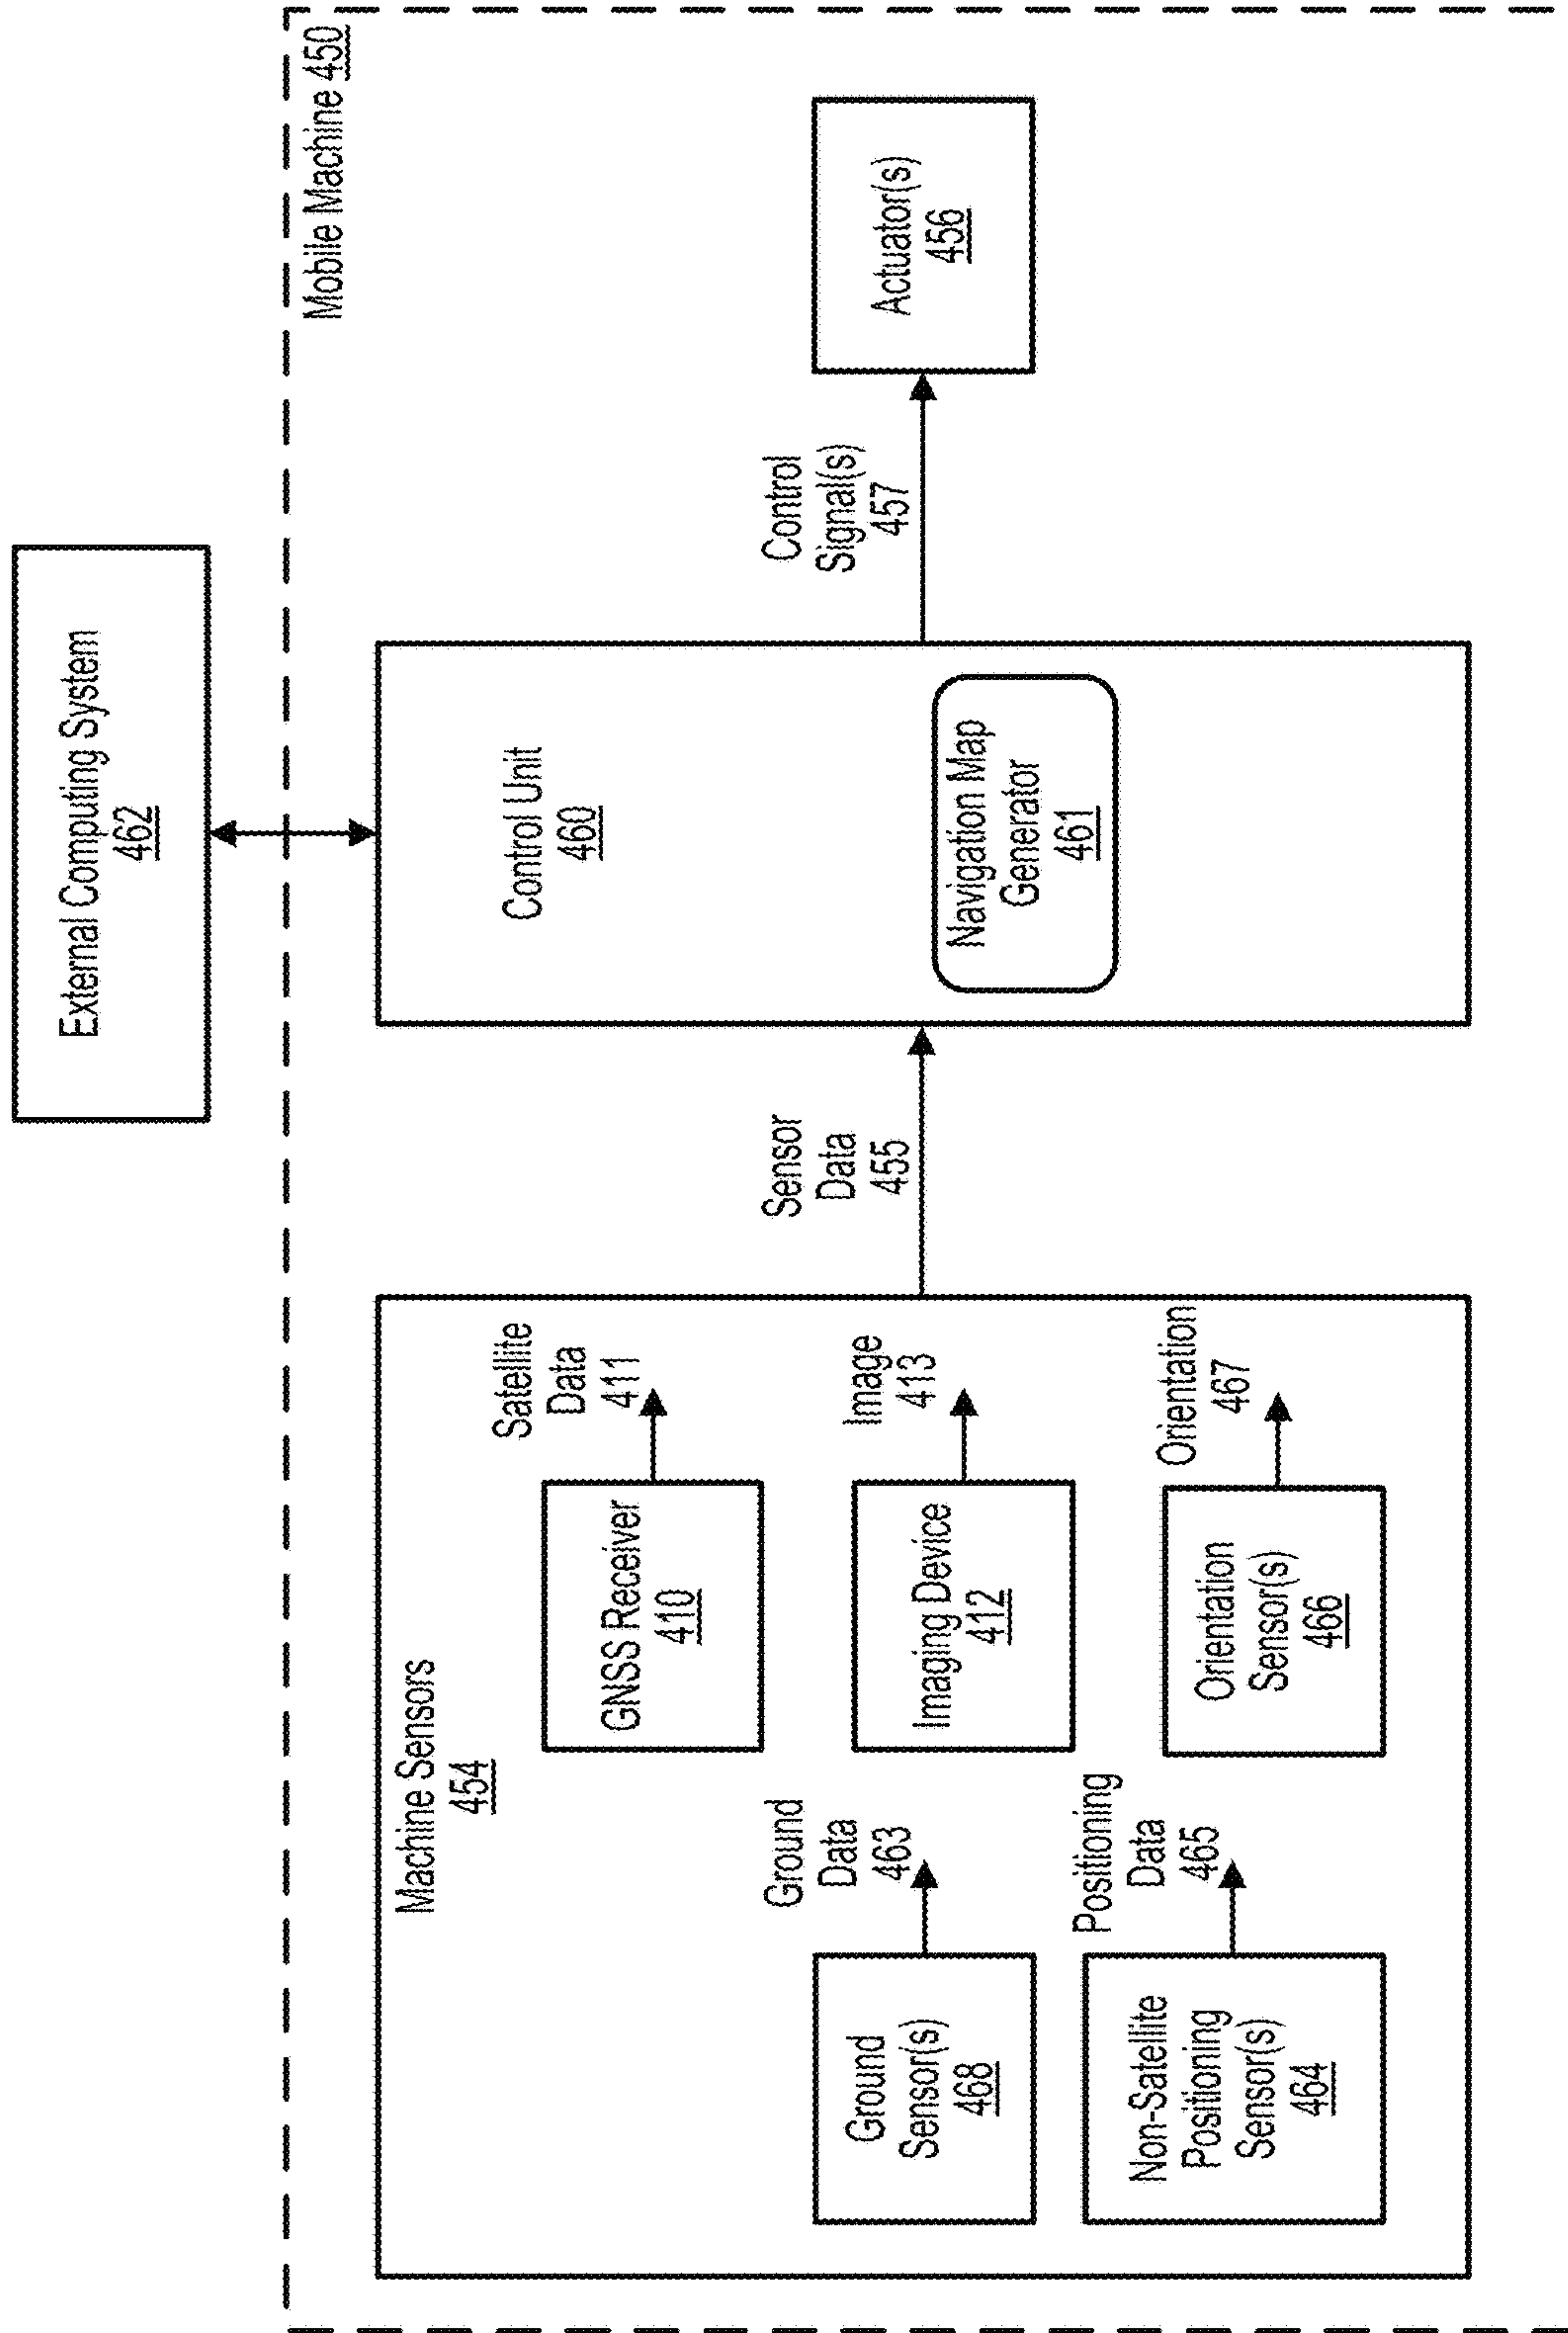 External Computing System
462
Mobile Machine 450
Machine Sensors
454
GNSS Receiver
410
Satellite
Data
411
Ground
Sensor(s)
468
Ground
Data
463
Imaging Device
412
Image
413
Non-Satellite
Positioning
Sensor(s)
464
Positioning
Data
465
Orientation
Sensor(s)
466
Orientation
467
Sensor
Data
455
Control Unit
460
Navigation Map
Generator
461
Control
Signal(s)
457
Actuator(s)
456